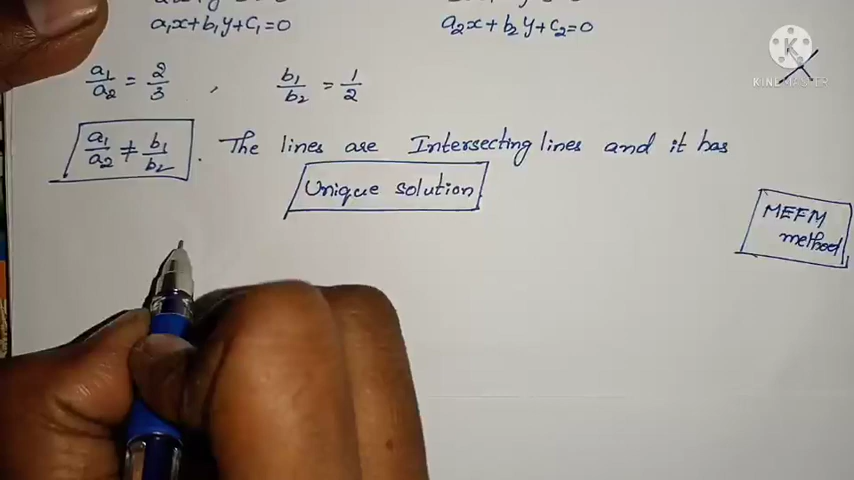 a₁x+b₁y+c₁=0 a₂x+b₂y+c₂=0
a₁/a₂ = 2/3 , b₁/b₂ = 1/2
a₁/a₂ ≠ b₁/b₂ . The lines are Intersecting lines and it has
Unique solution
MEFM
method
K
KINEMASTER